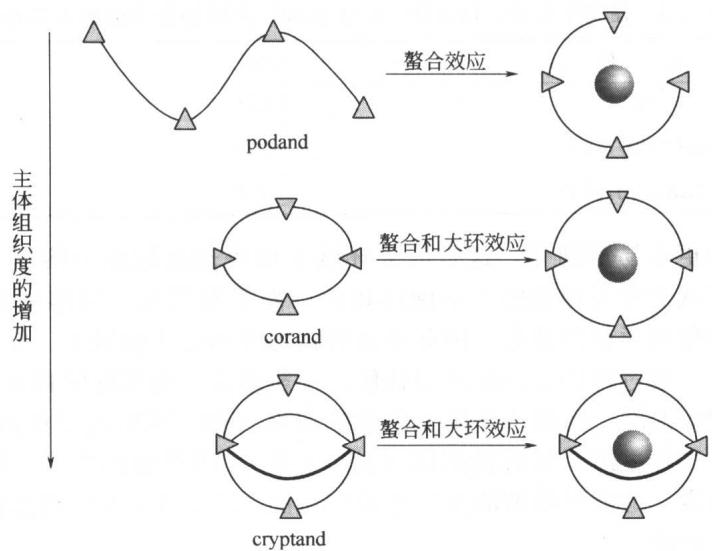 螯合效应
podand
主体组织度的增加
螯合和大环效应
corand
螯合和大环效应
cryptand